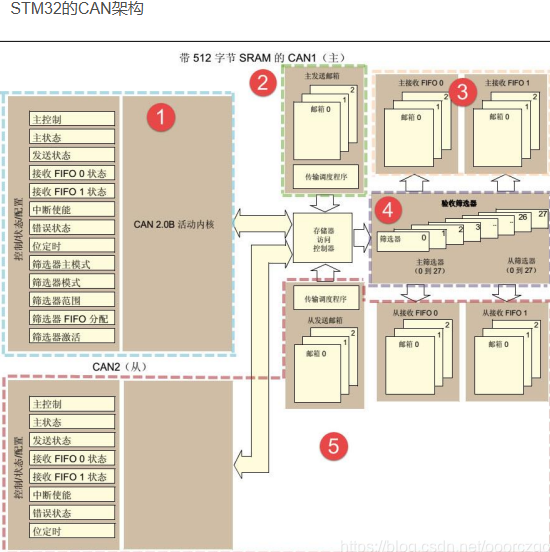 STM32的CAN架构
带 512 字节 SRAM 的 CAN1（主）
1
控制/状态/配置
主控制
主状态
发送状态
接收 FIFO 0 状态
接收 FIFO 1 状态
中断使能
错误状态
位定时
筛选器主模式
筛选器模式
筛选器范围
筛选器 FIFO 分配
筛选器激活
CAN 2.0B 活动内核
2
主发送邮箱
2
1
邮箱 0
传输调度程序
存储器
访问
控制器
3
主接收 FIFO 0
2
1
邮箱 0
主接收 FIFO 1
2
1
邮箱 0
4
验收筛选器
筛选器 0 1 2 3 .. .. 26 27
主筛选器
（0 到 27）
从筛选器
（0 到 27）
传输调度程序
从发送邮箱
2
1
邮箱 0
从接收 FIFO 0
2
1
邮箱 0
从接收 FIFO 1
2
1
邮箱 0
5
CAN2（从）
控制/状态/配置
主控制
主状态
发送状态
接收 FIFO 0 状态
接收 FIFO 1 状态
中断使能
错误状态
位定时